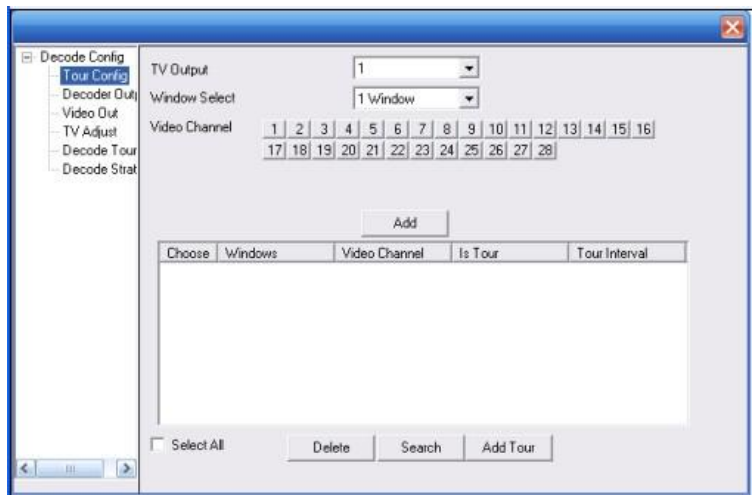 Decode Config
Tour Config
Decoder Outp
Video Out
TV Adjust
Decode Tour
Decode Strat
TV Output 1
Window Select 1 Window
Video Channel 1 2 3 4 5 6 7 8 9 10 11 12 13 14 15 16
17 18 19 20 21 22 23 24 25 26 27 28
Add
Choose Windows Video Channel Is Tour Tour Interval
Select All Delete Search Add Tour